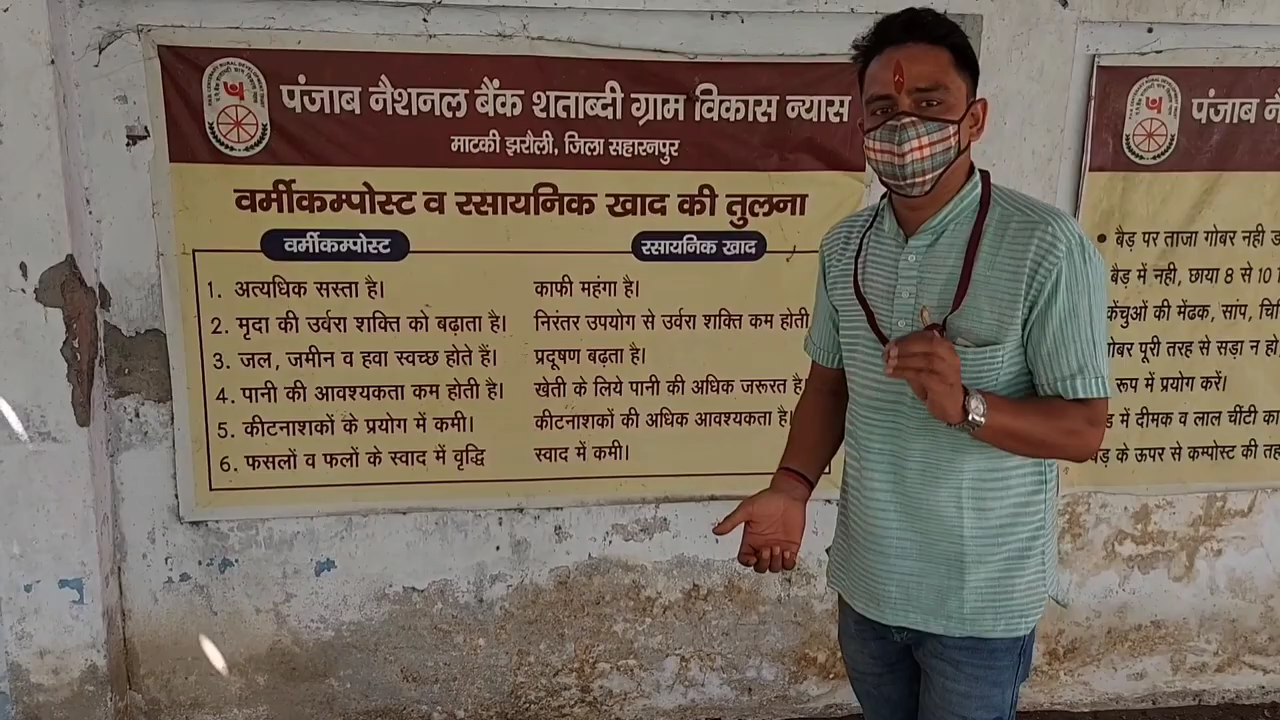 पंजाब नैशनल बैंक शताब्दी ग्राम विकास न्यास
माटकी झरौली, जिला सहारनपुर
वर्मीकम्पोस्ट व रसायनिक खाद की तुलना
वर्मीकम्पोस्ट रसायनिक खाद
1. अत्यधिक सस्ता है। काफी महंगा है।
2. मृदा की उर्वरा शक्ति को बढ़ाता है। निरंतर उपयोग से उर्वरा शक्ति कम होती
3. जल, जमीन व हवा स्वच्छ होते हैं। प्रदूषण बढ़ता है।
4. पानी की आवश्यकता कम होती है। खेती के लिये पानी की अधिक जरूरत है
5. कीटनाशकों के प्रयोग में कमी। कीटनाशकों की अधिक आवश्यकता है।
6. फसलों व फलों के स्वाद में वृद्धि स्वाद में कमी।
पंजाब
• बैड़ पर ताजा गोबर नही
बैड़ में नही, छाया 8 से 10
केंचुओं की मेंढक, सांप,
गोबर पूरी तरह से सड़ा न हो
रूप में प्रयोग करें।
में दीमक व लाल चींटी का
बैड़ के ऊपर से कम्पोस्ट की